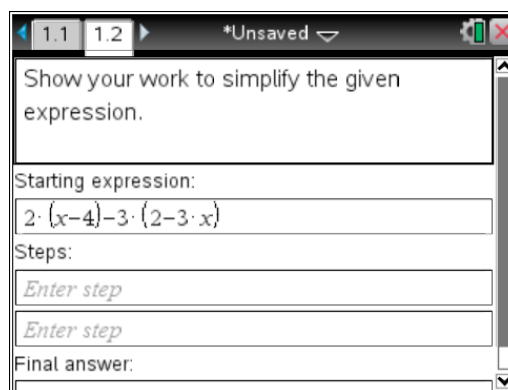 1.1 1.2 *Unsaved
Show your work to simplify the given
expression.
Starting expression:
2·(x−4)−3·(2−3·x)
Steps:
Enter step
Enter step
Final answer: